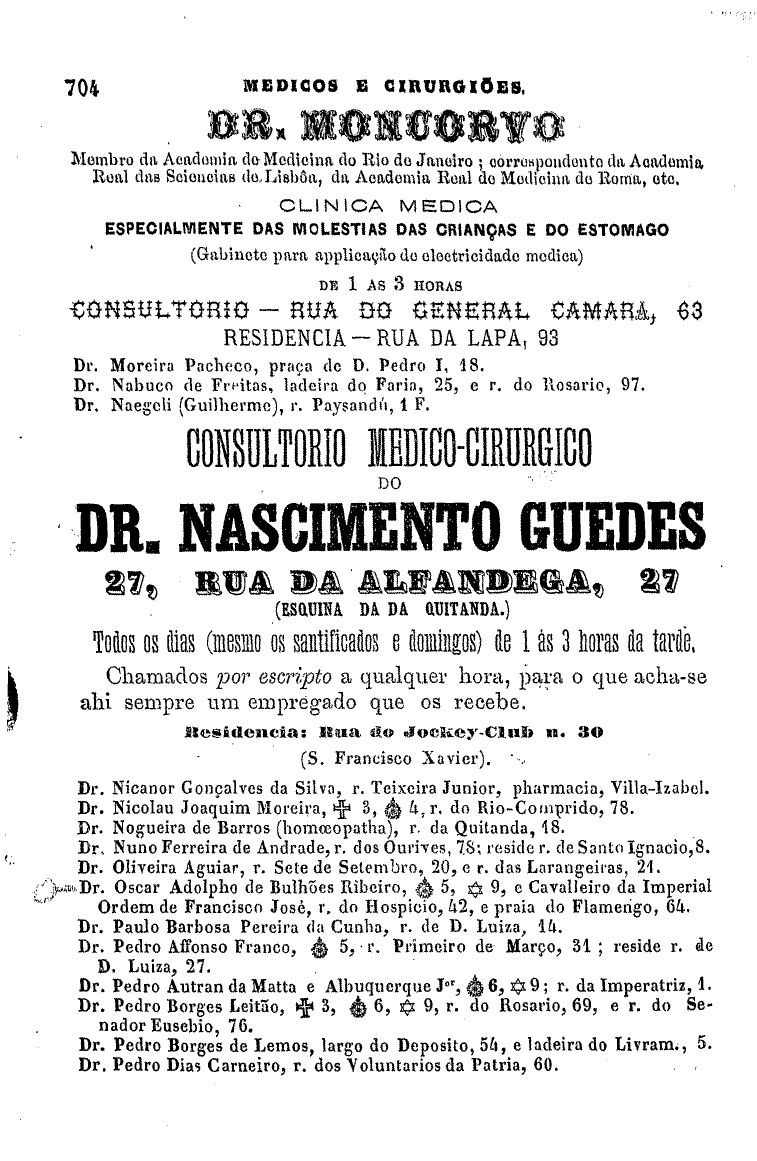 704 MEDICOS E CIRURGIÕES.
DR. MONCORVO
Membro da Academia de Medicina do Rio de Janeiro ; correspondente da Academia
Real das Sciencias de Lisbôa, da Academia Real de Medicina de Roma, etc.
CLINICA MEDICA
ESPECIALMENTE DAS MOLESTIAS DAS CRIANÇAS E DO ESTOMAGO
(Gabinete para applicação de electricidade medica)
DE 1 AS 3 HORAS
CONSULTORIO — RUA DO GENERAL CAMARA, 63
RESIDENCIA — RUA DA LAPA, 93
Dr. Moreira Pacheco, praça de D. Pedro I, 18.
Dr. Nabuco de Freitas, ladeira do Faria, 25, e r. do Rosario, 97.
Dr. Naegeli (Guilherme), r. Paysandú, 1 F.
CONSULTORIO MEDICO-CIRURGICO
DO
DR. NASCIMENTO GUEDES
27, RUA DA ALFANDEGA, 27
(ESQUINA DA DA QUITANDA.)
Todos os dias (mesmo os santificados e domingos) de 1 ás 3 horas da tarde.
Chamados por escripto a qualquer hora, para o que acha-se
ahi sempre um empregado que os recebe.
Residencia: Rua do Jockey-Club n. 30
(S. Francisco Xavier).
Dr. Nicanor Gonçalves da Silva, r. Teixeira Junior, pharmacia, Villa-Izabel.
Dr. Nicolau Joaquim Moreira, 3, 4, r. do Rio-Comprido, 78.
Dr. Nogueira de Barros (homœopatha), r. da Quitanda, 18.
Dr. Nuno Ferreira de Andrade, r. dos Ourives, 78; reside r. de Santo Ignacio, 8.
Dr. Oliveira Aguiar, r. Sete de Setembro, 20, e r. das Larangeiras, 21.
Dr. Oscar Adolpho de Bulhões Ribeiro, 5, ✡ 9, e Cavalleiro da Imperial
Ordem de Francisco José, r. do Hospicio, 42, e praia do Flamengo, 64.
Dr. Paulo Barbosa Pereira da Cunha, r. de D. Luiza, 14.
Dr. Pedro Affonso Franco, 5, r. Primeiro de Março, 31 ; reside r. de
D. Luiza, 27.
Dr. Pedro Autran da Matta e Albuquerque Jor, 6, ✡ 9; r. da Imperatriz, 1.
Dr. Pedro Borges Leitão, 3, 6, ✡ 9, r. do Rosario, 69, e r. do Se-
nador Eusebio, 76.
Dr. Pedro Borges de Lemos, largo do Deposito, 54, e ladeira do Livram., 5.
Dr. Pedro Dias Carneiro, r. dos Voluntarios da Patria, 60.